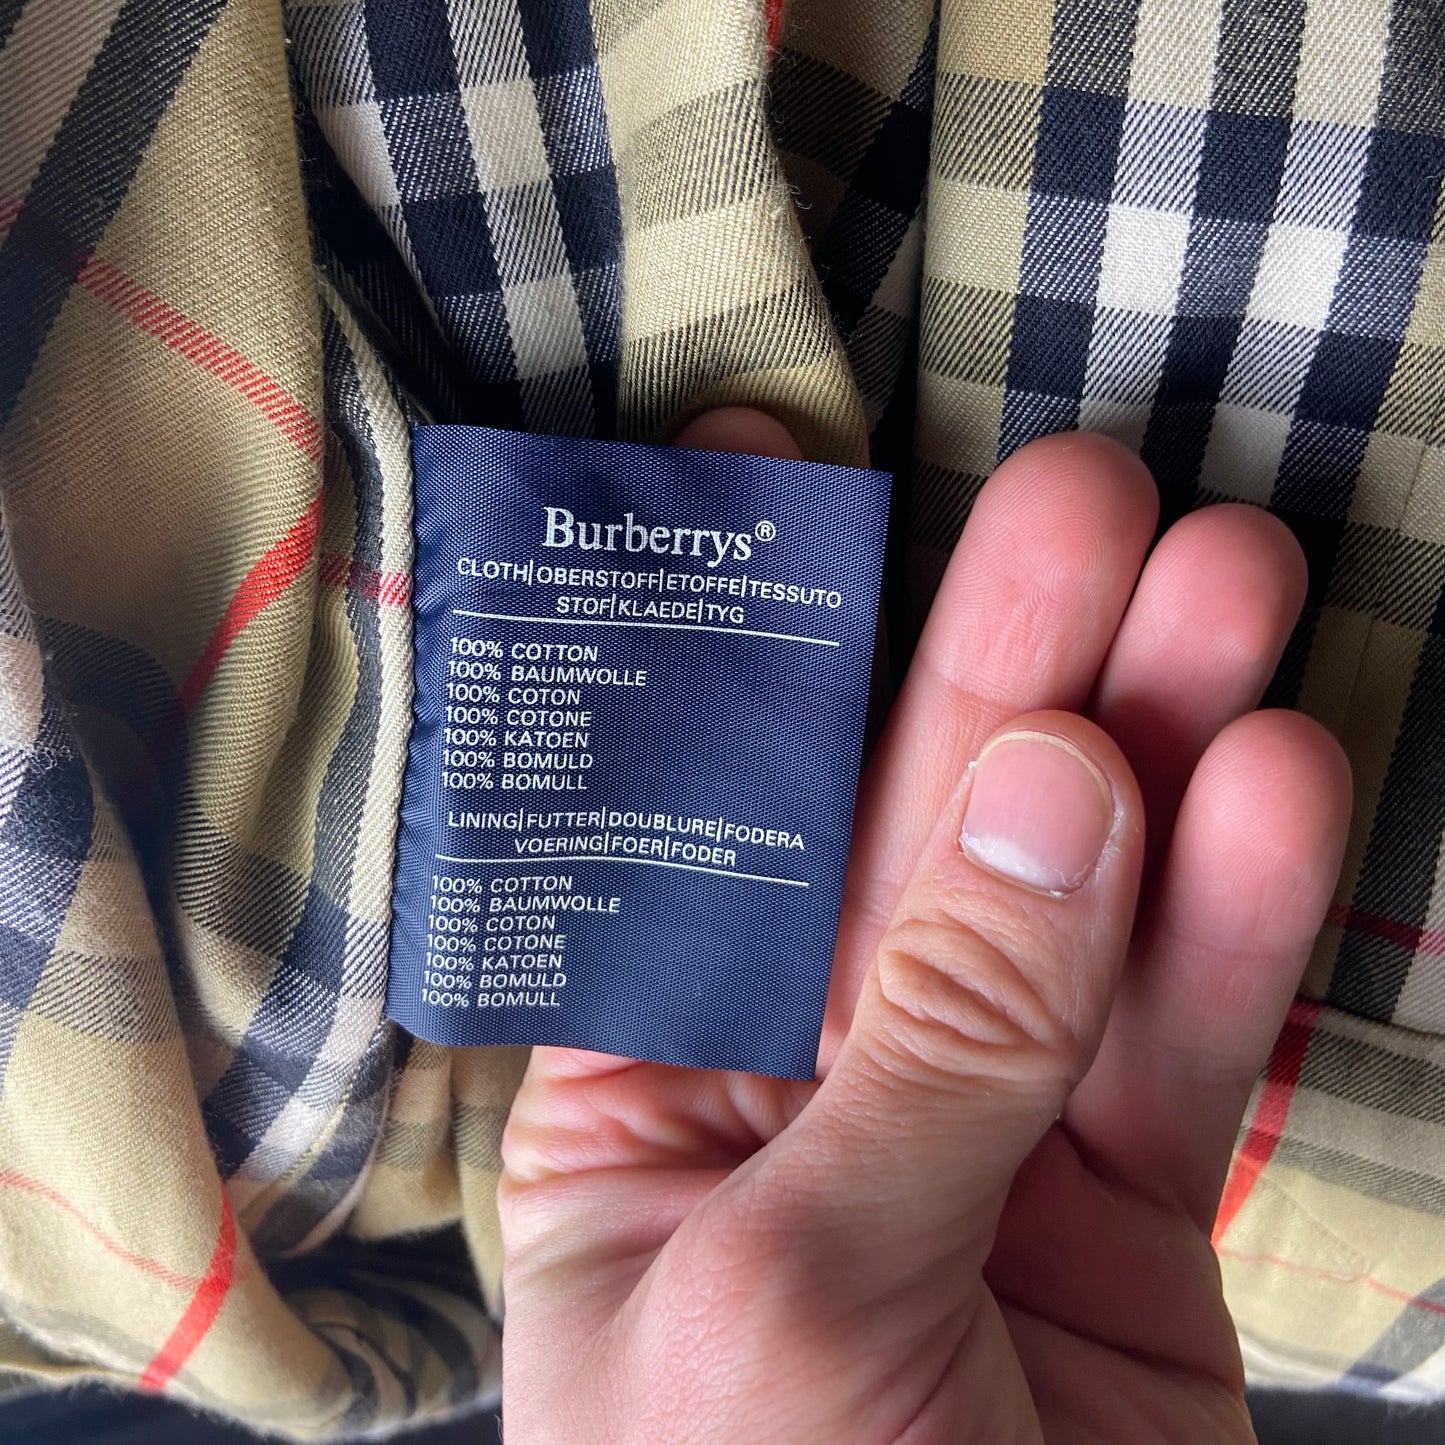 Burberrys®
CLOTH|OBERSTOFF|ETOFFE|TESSUTO
STOF|KLAEDE|TYG
100% COTTON
100% BAUMWOLLE
100% COTON
100% COTONE
100% KATOEN
100% BOMULD
100% BOMULL
LINING|FUTTER|DOUBLURE|FODERA
VOERING|FOER|FODER
100% COTTON
100% BAUMWOLLE
100% COTON
100% COTONE
100% KATOEN
100% BOMULD
100% BOMULL